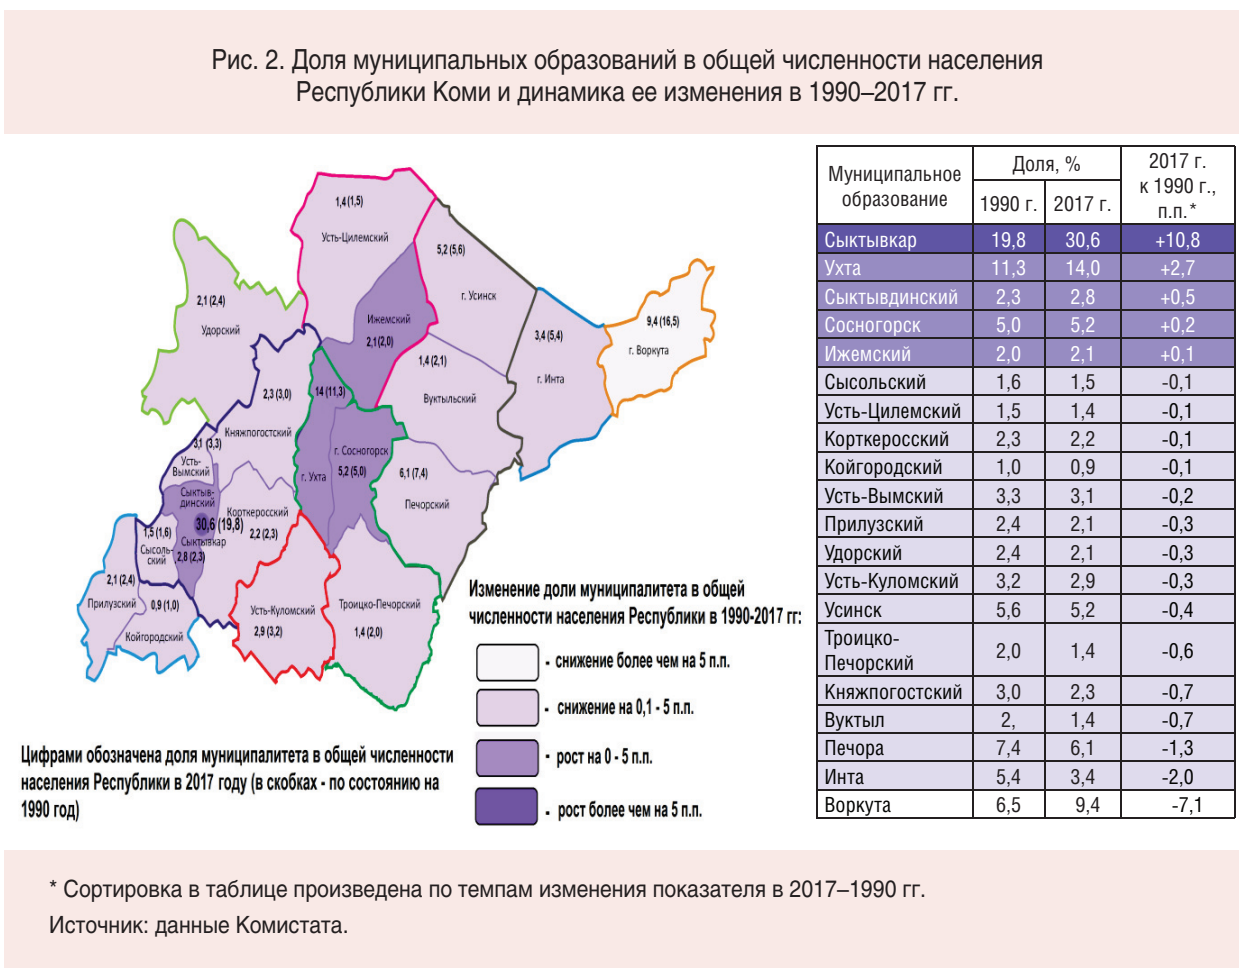 Рис. 2. Доля муниципальных образований в общей численности населения
Республики Коми и динамика ее изменения в 1990–2017 гг.
1,4 (1,5)
Усть-Цилемский
5,2 (5,6)
г. Усинск
2,1 (2,4)
Удорский
Ижемский
2,1 (2,0)
9,4 (16,5)
г. Воркута
3,4 (5,4)
г. Инта
1,4 (2,1)
Вуктыльский
2,3 (3,0)
Княжпогостский
14 (11,3)
г. Ухта
г. Сосногорск
5,2 (5,0)
6,1 (7,4)
Печорский
3,1 (3,3)
Усть-
Вымский
Сыктыв-
динский
Корткеросский
2,2 (2,3)
30,6 (19,8)
Сыктывкар
2,8 (2,3)
1,5 (1,6)
Сысоль-
ский
2,1 (2,4)
Прилузский
0,9 (1,0)
Койгородский
Усть-Куломский
2,9 (3,2)
Троицко-Печорский
1,4 (2,0)
Изменение доли муниципалитета в общей
численности населения Республики в 1990-2017 гг:
- снижение более чем на 5 п.п.
- снижение на 0,1 - 5 п.п.
- рост на 0 - 5 п.п.
- рост более чем на 5 п.п.
Цифрами обозначена доля муниципалитета в общей численности
населения Республики в 2017 году (в скобках - по состоянию на
1990 год)
Муниципальное образование Доля, % 2017 г. к 1990 г., п.п.*
1990 г. 2017 г.
Сыктывкар 19,8 30,6 +10,8
Ухта 11,3 14,0 +2,7
Сыктывдинский 2,3 2,8 +0,5
Сосногорск 5,0 5,2 +0,2
Ижемский 2,0 2,1 +0,1
Сысольский 1,6 1,5 -0,1
Усть-Цилемский 1,5 1,4 -0,1
Корткеросский 2,3 2,2 -0,1
Койгородский 1,0 0,9 -0,1
Усть-Вымский 3,3 3,1 -0,2
Прилузский 2,4 2,1 -0,3
Удорский 2,4 2,1 -0,3
Усть-Куломский 3,2 2,9 -0,3
Усинск 5,6 5,2 -0,4
Троицко-
Печорский 2,0 1,4 -0,6
Княжпогостский 3,0 2,3 -0,7
Вуктыл 2, 1,4 -0,7
Печора 7,4 6,1 -1,3
Инта 5,4 3,4 -2,0
Воркута 6,5 9,4 -7,1
* Сортировка в таблице произведена по темпам изменения показателя в 2017–1990 гг.
Источник: данные Комистата.